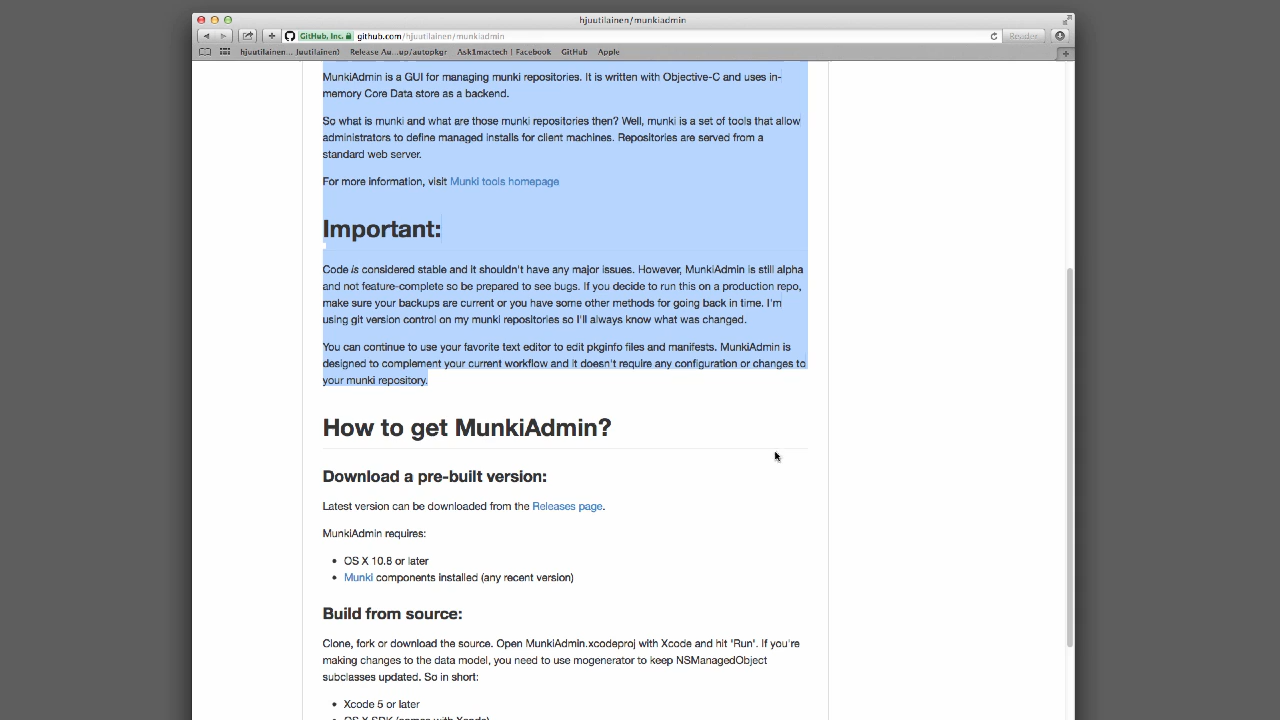 hjuutilainen/munkiadmin
GitHub, Inc. github.com/hjuutilainen/munkiadmin Reader
hjuutilainen... Juutilainen) Release Au...up/autopkgr Ask1mactech | Facebook GitHub Apple
MunkiAdmin is a GUI for managing munki repositories. It is written with Objective-C and uses in-
memory Core Data store as a backend.
So what is munki and what are those munki repositories then? Well, munki is a set of tools that allow
administrators to define managed installs for client machines. Repositories are served from a
standard web server.
For more information, visit Munki tools homepage
Important:
Code is considered stable and it shouldn't have any major issues. However, MunkiAdmin is still alpha
and not feature-complete so be prepared to see bugs. If you decide to run this on a production repo,
make sure your backups are current or you have some other methods for going back in time. I'm
using git version control on my munki repositories so I'll always know what was changed.
You can continue to use your favorite text editor to edit pkginfo files and manifests. MunkiAdmin is
designed to complement your current workflow and it doesn't require any configuration or changes to
your munki repository.
How to get MunkiAdmin?
Download a pre-built version:
Latest version can be downloaded from the Releases page.
MunkiAdmin requires:
• OS X 10.8 or later
• Munki components installed (any recent version)
Build from source:
Clone, fork or download the source. Open MunkiAdmin.xcodeproj with Xcode and hit 'Run'. If you're
making changes to the data model, you need to use mogenerator to keep NSManagedObject
subclasses updated. So in short:
• Xcode 5 or later
• OS X SDK (comes with Xcode)